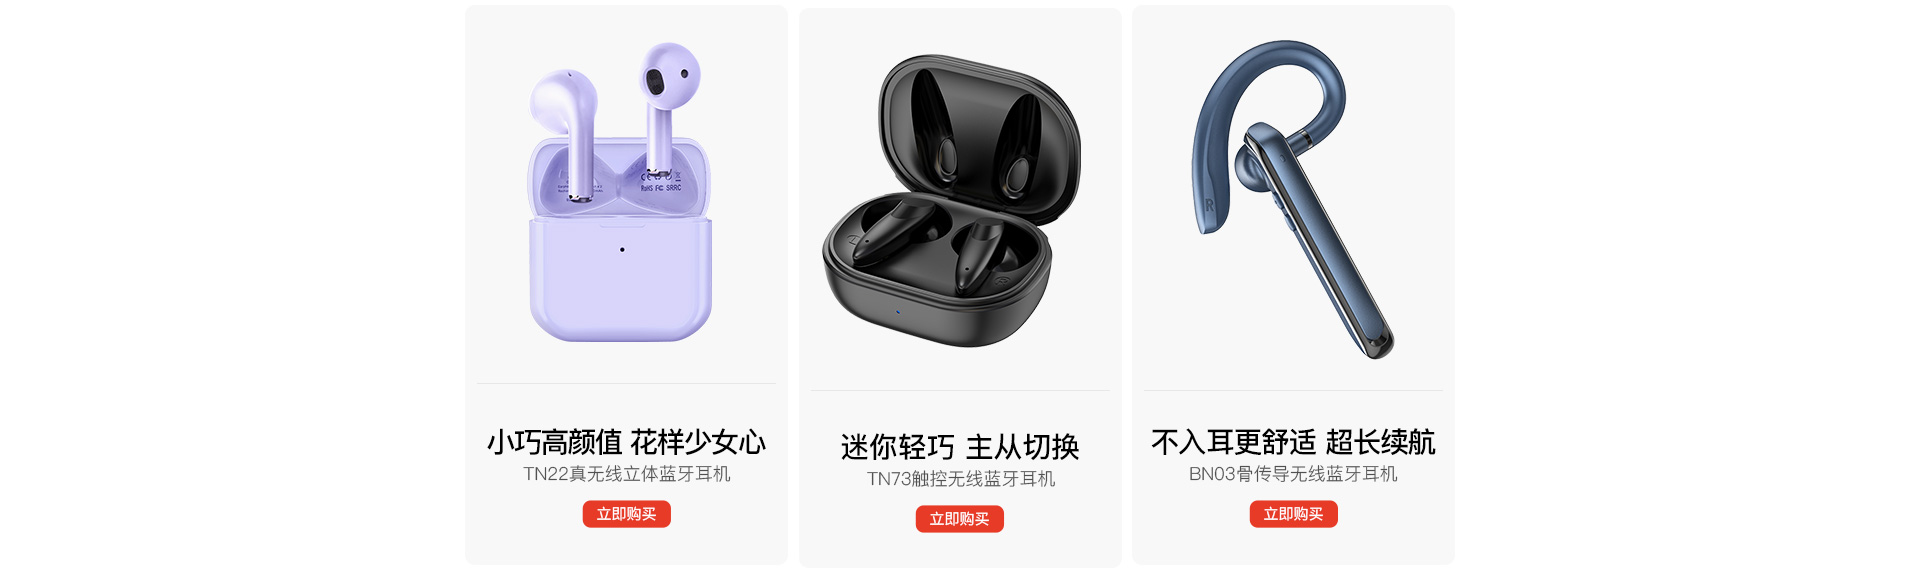 RoHS FC SRRC
R
小巧高颜值 花样少女心
TN22真无线立体蓝牙耳机
立即购买
迷你轻巧 主从切换
TN73触控无线蓝牙耳机
立即购买
不入耳更舒适 超长续航
BN03骨传导无线蓝牙耳机
立即购买